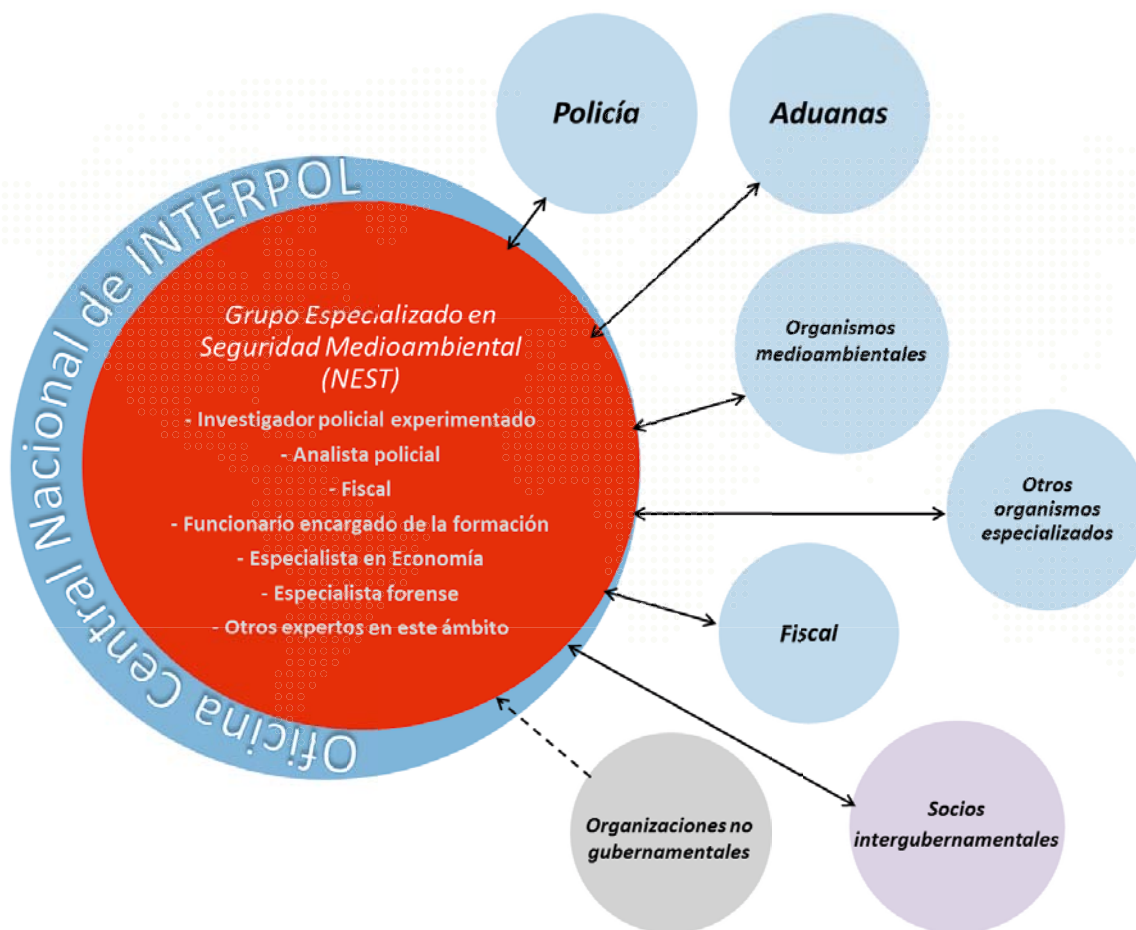 Policía
Aduanas
Oficina Central Nacional de INTERPOL
Grupo Especializado en
Seguridad Medioambiental
(NEST)
- Investigador policial experimentado
- Analista policial
- Fiscal
- Funcionario encargado de la formación
- Especialista en Economía
- Especialista forense
- Otros expertos en este ámbito
Organismos
medioambientales
Otros
organismos
especializados
Fiscal
Socios
intergubernamentales
Organizaciones no
gubernamentales